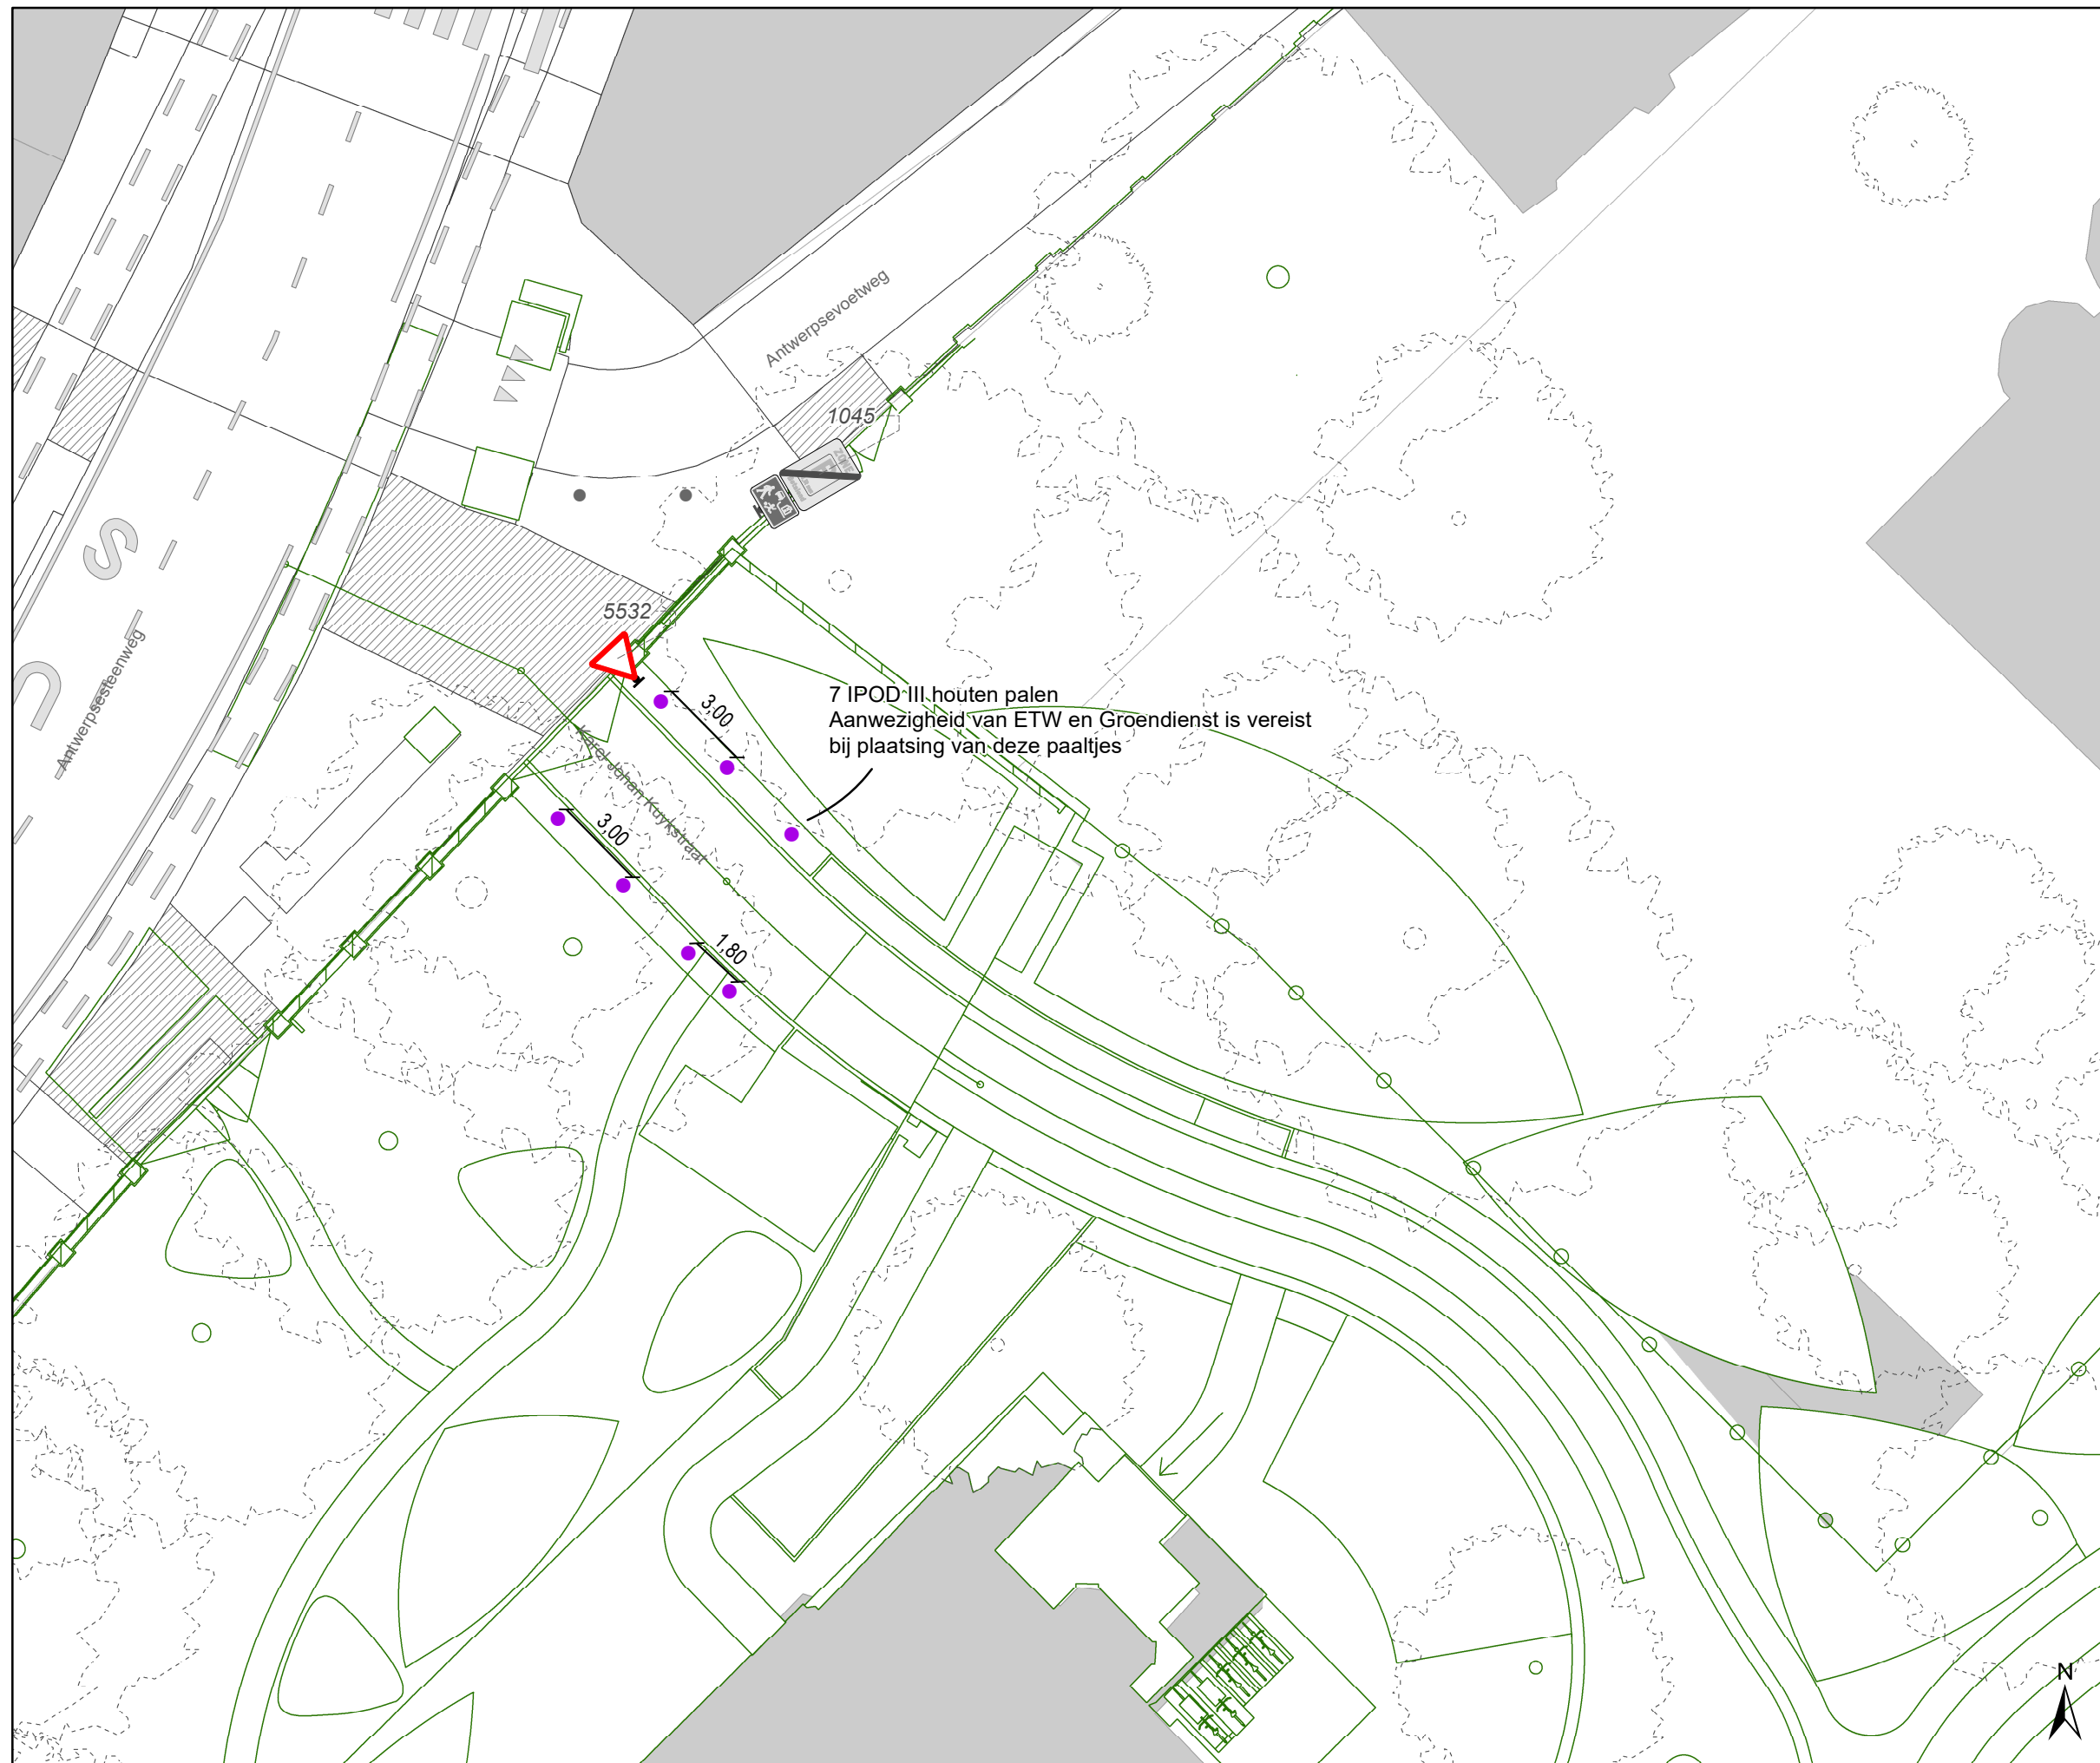 Antwerpsevoetweg
1045
ZONE
5532
S
U
Antwerpsesteenweg
3,00
7 IPOD III houten palen
Aanwezigheid van ETW en Groendienst is vereist
bij plaatsing van deze paaltjes
Karel Johan Kuykstraat
3,00
1,80
N